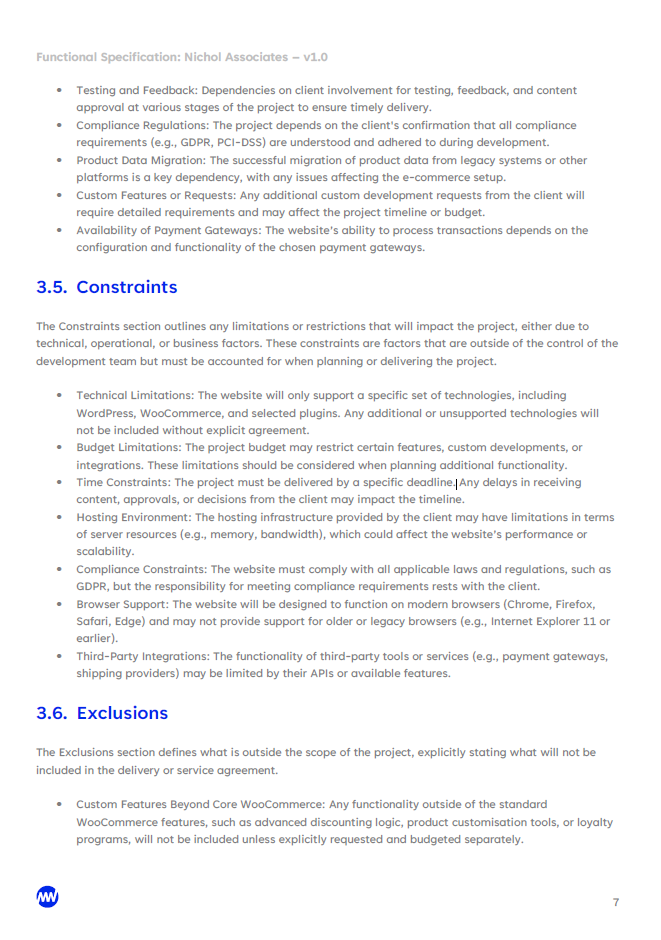 Functional Specification: Nichol Associates – v1.0
• Testing and Feedback: Dependencies on client involvement for testing, feedback, and content
approval at various stages of the project to ensure timely delivery.
• Compliance Regulations: The project depends on the client's confirmation that all compliance
requirements (e.g., GDPR, PCI-DSS) are understood and adhered to during development.
• Product Data Migration: The successful migration of product data from legacy systems or other
platforms is a key dependency, with any issues affecting the e-commerce setup.
• Custom Features or Requests: Any additional custom development requests from the client will
require detailed requirements and may affect the project timeline or budget.
• Availability of Payment Gateways: The website's ability to process transactions depends on the
configuration and functionality of the chosen payment gateways.
3.5. Constraints
The Constraints section outlines any limitations or restrictions that will impact the project, either due to
technical, operational, or business factors. These constraints are factors that are outside of the control of the
development team but must be accounted for when planning or delivering the project.
• Technical Limitations: The website will only support a specific set of technologies, including
WordPress, WooCommerce, and selected plugins. Any additional or unsupported technologies will
not be included without explicit agreement.
• Budget Limitations: The project budget may restrict certain features, custom developments, or
integrations. These limitations should be considered when planning additional functionality.
• Time Constraints: The project must be delivered by a specific deadline. Any delays in receiving
content, approvals, or decisions from the client may impact the timeline.
• Hosting Environment: The hosting infrastructure provided by the client may have limitations in terms
of server resources (e.g., memory, bandwidth), which could affect the website's performance or
scalability.
• Compliance Constraints: The website must comply with all applicable laws and regulations, such as
GDPR, but the responsibility for meeting compliance requirements rests with the client.
• Browser Support: The website will be designed to function on modern browsers (Chrome, Firefox,
Safari, Edge) and may not provide support for older or legacy browsers (e.g., Internet Explorer 11 or
earlier).
• Third-Party Integrations: The functionality of third-party tools or services (e.g., payment gateways,
shipping providers) may be limited by their APIs or available features.
3.6. Exclusions
The Exclusions section defines what is outside the scope of the project, explicitly stating what will not be
included in the delivery or service agreement.
• Custom Features Beyond Core WooCommerce: Any functionality outside of the standard
WooCommerce features, such as advanced discounting logic, product customisation tools, or loyalty
programs, will not be included unless explicitly requested and budgeted separately.
7